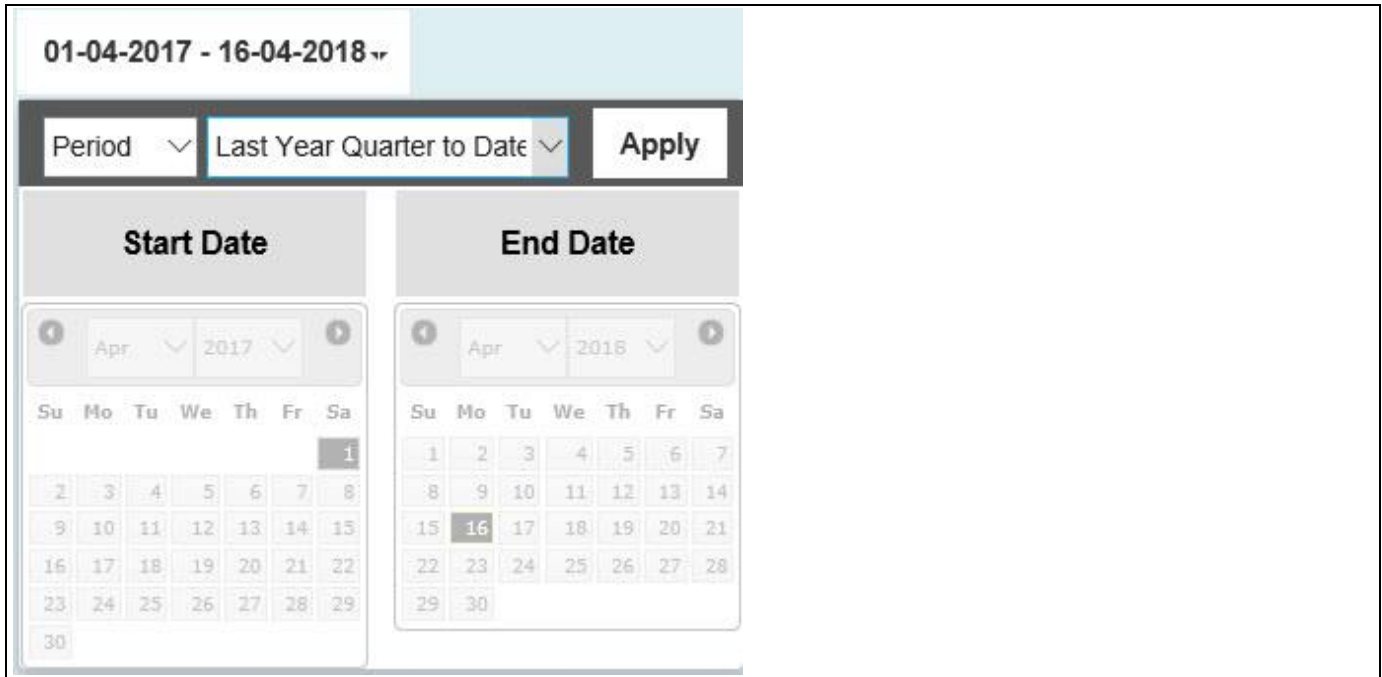 01-04-2017 - 16-04-2018
Period Last Year Quarter to Date Apply
Start Date End Date
Apr 2017 Apr 2018
Su Mo Tu We Th Fr Sa Su Mo Tu We Th Fr Sa
1 1 2 3 4 5 6 7
2 3 4 5 6 7 8 8 9 10 11 12 13 14
9 10 11 12 13 14 15 15 16 17 18 19 20 21
16 17 18 19 20 21 22 22 23 24 25 26 27 28
23 24 25 26 27 28 29 29 30
30